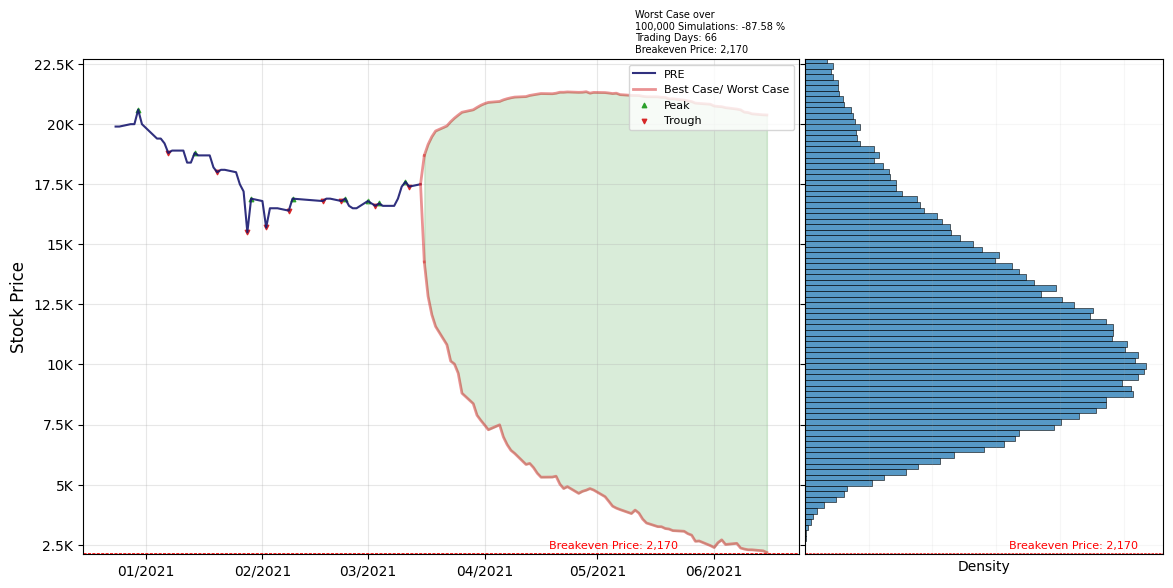 Worst Case over
100,000 Simulations: -87.58 %
Trading Days: 66
Breakeven Price: 2,170
22.5K
20K
17.5K
15K
12.5K
10K
7.5K
5K
2.5K
Stock Price
PRE
Best Case/ Worst Case
Peak
Trough
Breakeven Price: 2,170
01/2021
02/2021
03/2021
04/2021
05/2021
06/2021
Breakeven Price: 2,170
Density